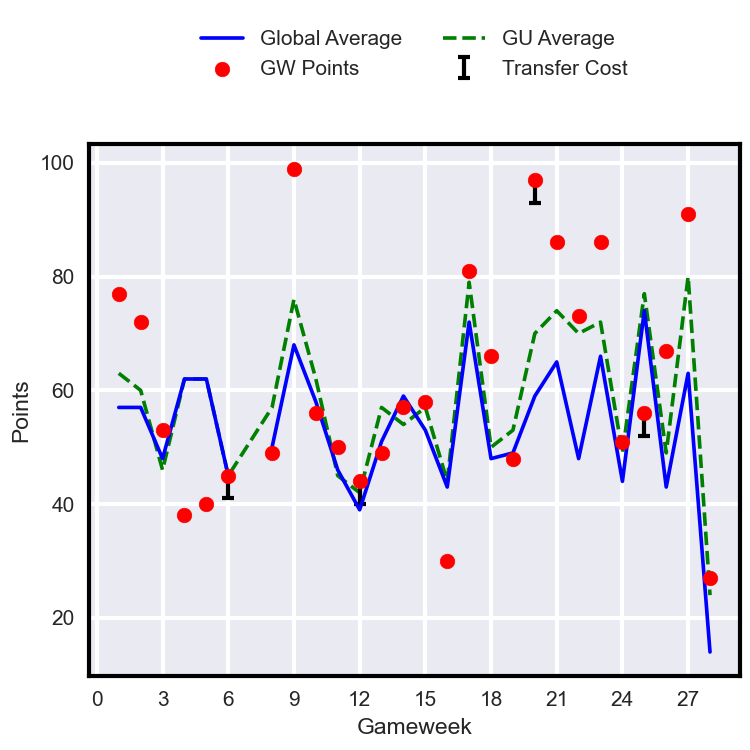 Global Average GU Average
GW Points Transfer Cost
100
80
60
40
20
Points
0 3 6 9 12 15 18 21 24 27
Gameweek